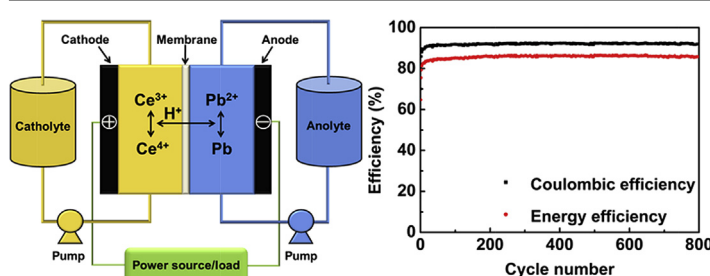 Cathode
Membrane
Anode
Catholyte
Ce³⁺
Pb²⁺
H⁺
Ce⁴⁺
Pb
⊕
⊖
Anolyte
Pump
Pump
Power source/load
Efficiency (%)
100
80
60
40
20
0
Coulombic efficiency
Energy efficiency
0
200
400
600
800
Cycle number